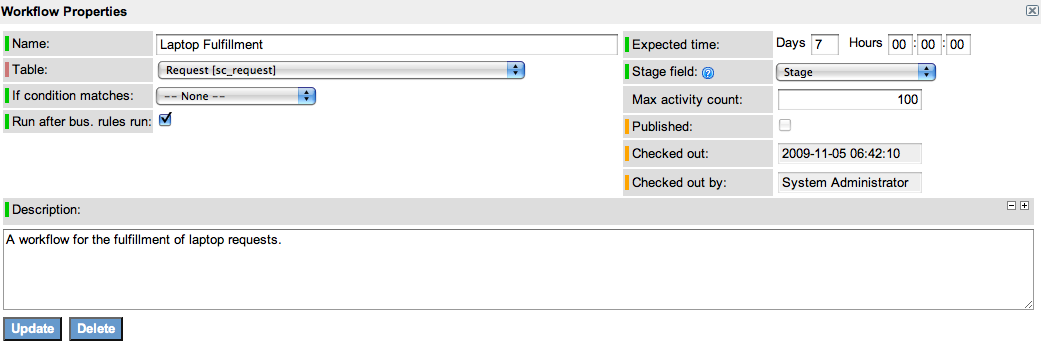 Workflow Properties
Name: Laptop Fulfillment
Table: Request [sc_request]
If condition matches: -- None --
Run after bus. rules run:
Expected time: Days 7 Hours 00 : 00 : 00
Stage field: Stage
Max activity count: 100
Published:
Checked out: 2009-11-05 06:42:10
Checked out by: System Administrator
Description:
A workflow for the fulfillment of laptop requests.
Update Delete